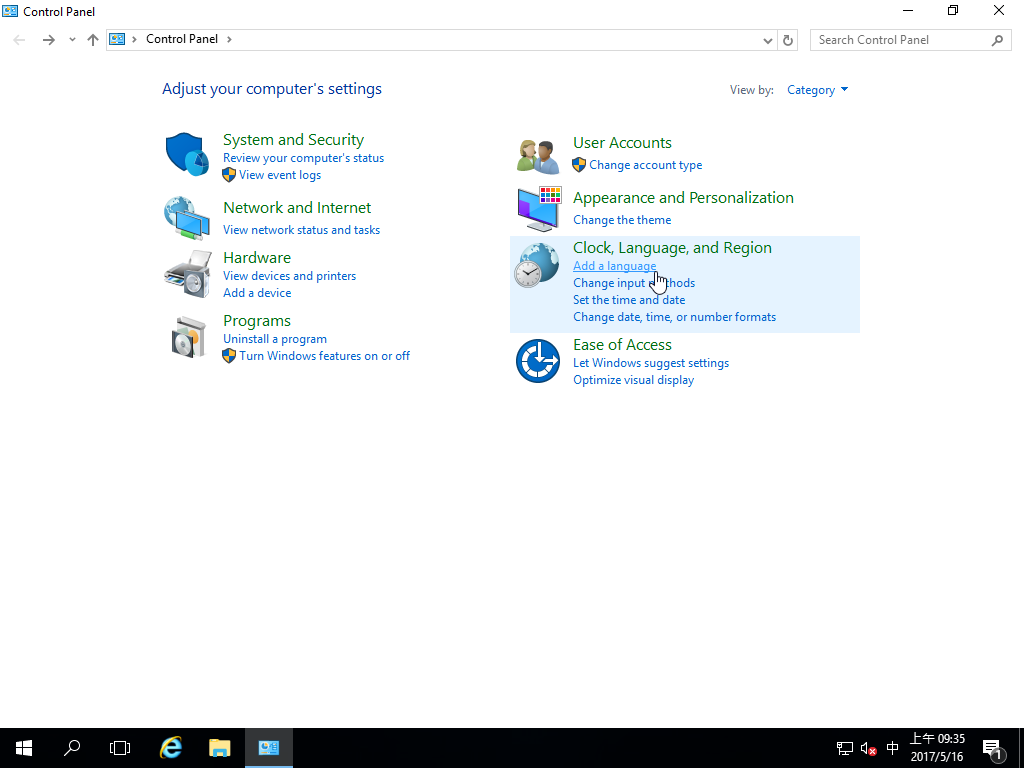 Control Panel
Control Panel
Search Control Panel
Adjust your computer's settings
View by:
Category
System and Security
Review your computer's status
View event logs
Network and Internet
View network status and tasks
Hardware
View devices and printers
Add a device
Programs
Uninstall a program
Turn Windows features on or off
User Accounts
Change account type
Appearance and Personalization
Change the theme
Clock, Language, and Region
Add a language
Change input
Set the time and date
Change date, time, or number formats
Ease of Access
Let Windows suggest settings
Optimize visual display
中
上午 09:35
2017/5/16
1